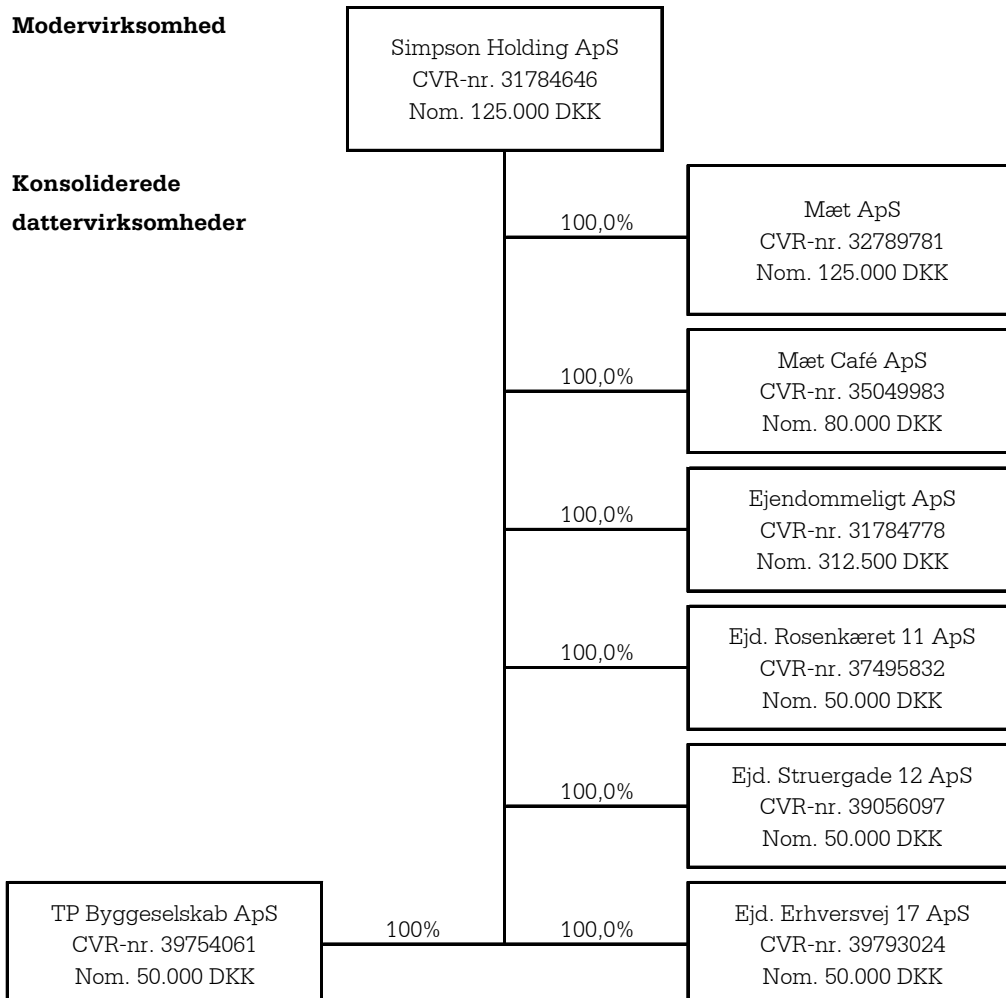 Modervirksomhed
Simpson Holding ApS
CVR-nr. 31784646
Nom. 125.000 DKK
Konsoliderede
dattervirksomheder
100,0%
Mæt ApS
CVR-nr. 32789781
Nom. 125.000 DKK
100,0%
Mæt Café ApS
CVR-nr. 35049983
Nom. 80.000 DKK
100,0%
Ejendommeligt ApS
CVR-nr. 31784778
Nom. 312.500 DKK
100,0%
Ejd. Rosenkæret 11 ApS
CVR-nr. 37495832
Nom. 50.000 DKK
100,0%
Ejd. Struergade 12 ApS
CVR-nr. 39056097
Nom. 50.000 DKK
TP Byggeselskab ApS
CVR-nr. 39754061
Nom. 50.000 DKK
100%
100,0%
Ejd. Erhversvej 17 ApS
CVR-nr. 39793024
Nom. 50.000 DKK